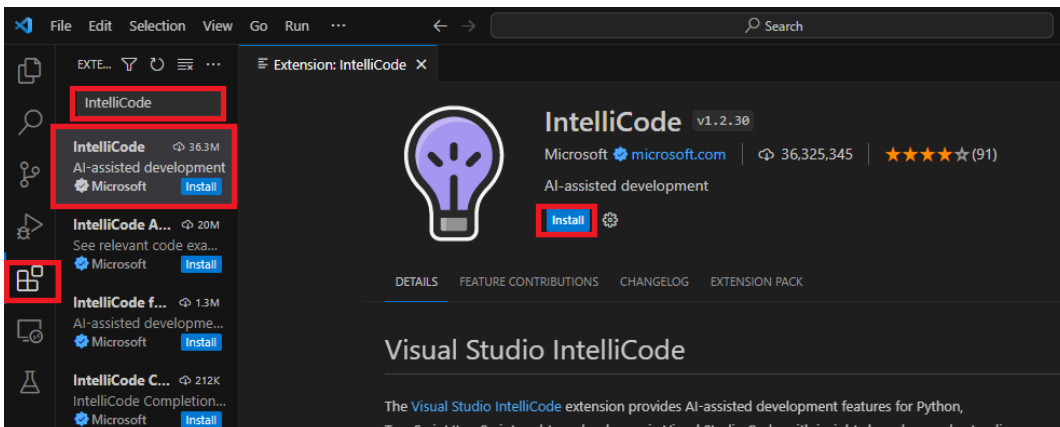 File Edit Selection View Go Run ···
Search
EXTE... ···
Extension: IntelliCode
IntelliCode
IntelliCode 36.3M
AI-assisted development
Microsoft Install
IntelliCode A... 20M
See relevant code exa...
Microsoft Install
IntelliCode f... 1.3M
AI-assisted developme...
Microsoft Install
IntelliCode C... 212K
IntelliCode Completion...
Microsoft Install
IntelliCode v1.2.30
Microsoft microsoft.com 36,325,345 (91)
AI-assisted development
Install
DETAILS FEATURE CONTRIBUTIONS CHANGELOG EXTENSION PACK
Visual Studio IntelliCode
The Visual Studio IntelliCode extension provides AI-assisted development features for Python,